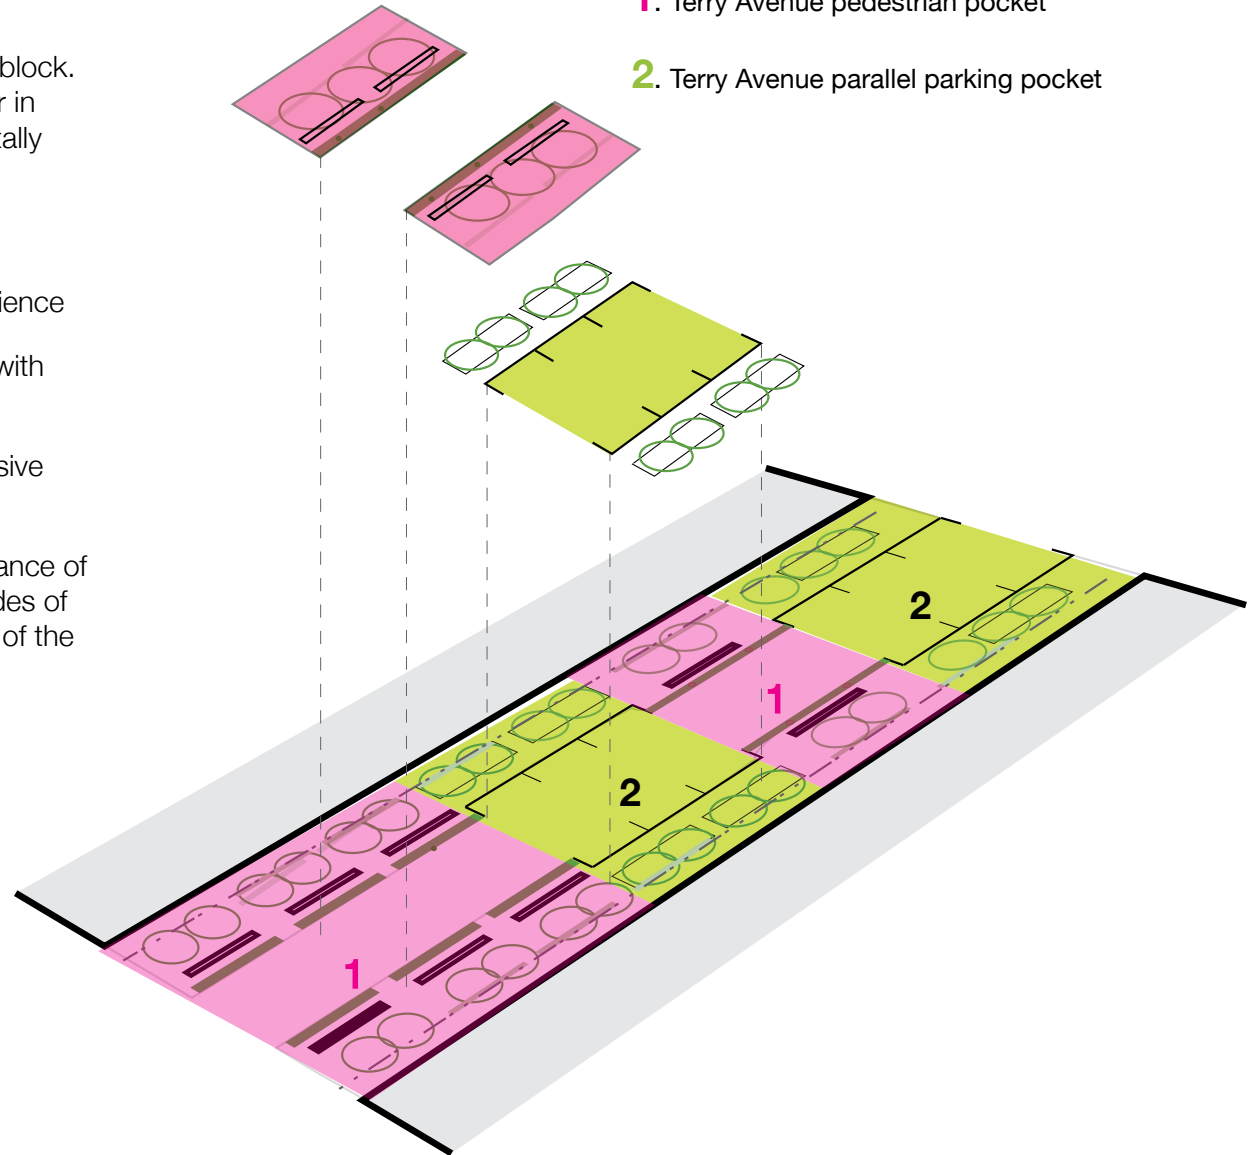 block.
r in
tally
ience
with
sive
ance of
des of
of the
1. Terry Avenue pedestrian pocket
2. Terry Avenue parallel parking pocket
2
1
2
1